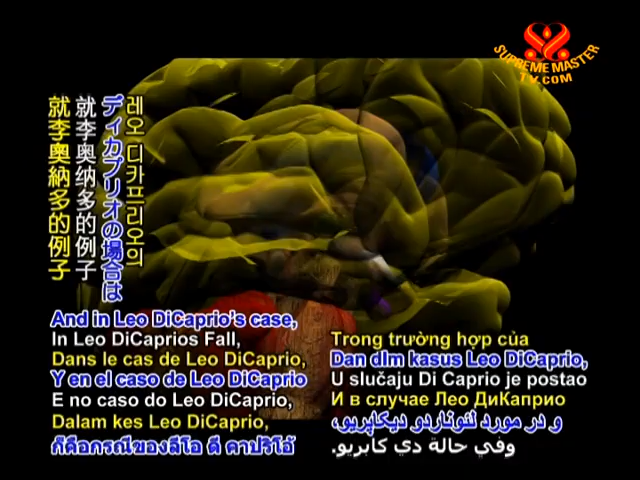 SUPREME MASTER
TV.COM
레오 디카프리오의
ディカプリオの場合は
就李奥纳多的例子
就李奧納多的例子
And in Leo DiCaprio's case,
In Leo DiCaprios Fall,
Dans le cas de Leo DiCaprio,
Y en el caso de Leo DiCaprio
E no caso do Leo DiCaprio,
Dalam kes Leo DiCaprio,
ก็คือกรณีของลีโอ ดี คาปริโอ้
Trong trường hợp của
Dan dlm kasus Leo DiCaprio,
U slučaju Di Caprio je postao
И в случае Лео ДиКаприо
و در مورد لئوناردو دیکاپریو،
وفي حالة دي كابريو.